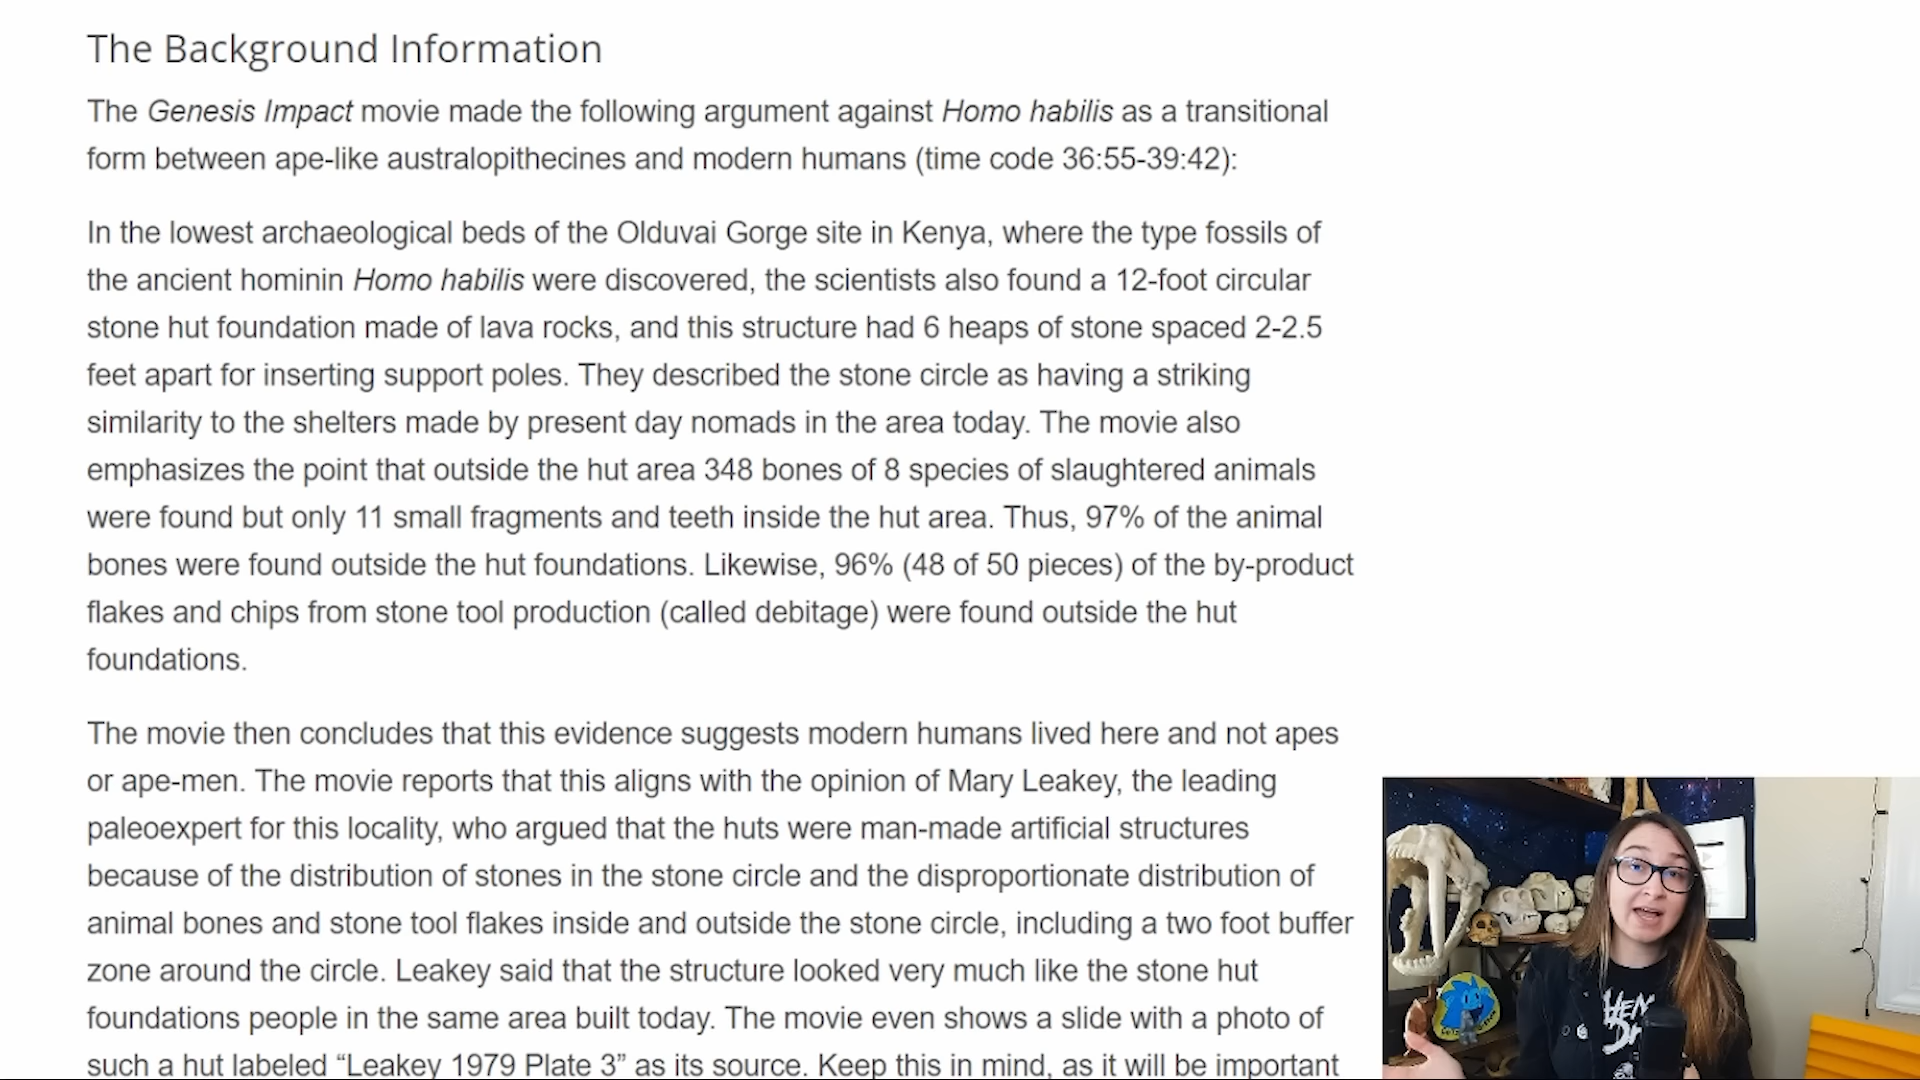 The Background Information
The Genesis Impact movie made the following argument against Homo habilis as a transitional
form between ape-like australopithecines and modern humans (time code 36:55-39:42):
In the lowest archaeological beds of the Olduvai Gorge site in Kenya, where the type fossils of
the ancient hominin Homo habilis were discovered, the scientists also found a 12-foot circular
stone hut foundation made of lava rocks, and this structure had 6 heaps of stone spaced 2-2.5
feet apart for inserting support poles. They described the stone circle as having a striking
similarity to the shelters made by present day nomads in the area today. The movie also
emphasizes the point that outside the hut area 348 bones of 8 species of slaughtered animals
were found but only 11 small fragments and teeth inside the hut area. Thus, 97% of the animal
bones were found outside the hut foundations. Likewise, 96% (48 of 50 pieces) of the by-product
flakes and chips from stone tool production (called debitage) were found outside the hut
foundations.
The movie then concludes that this evidence suggests modern humans lived here and not apes
or ape-men. The movie reports that this aligns with the opinion of Mary Leakey, the leading
paleoexpert for this locality, who argued that the huts were man-made artificial structures
because of the distribution of stones in the stone circle and the disproportionate distribution of
animal bones and stone tool flakes inside and outside the stone circle, including a two foot buffer
zone around the circle. Leakey said that the structure looked very much like the stone hut
foundations people in the same area built today. The movie even shows a slide with a photo of
such a hut labeled “Leakey 1979 Plate 3” as its source. Keep this in mind, as it will be important